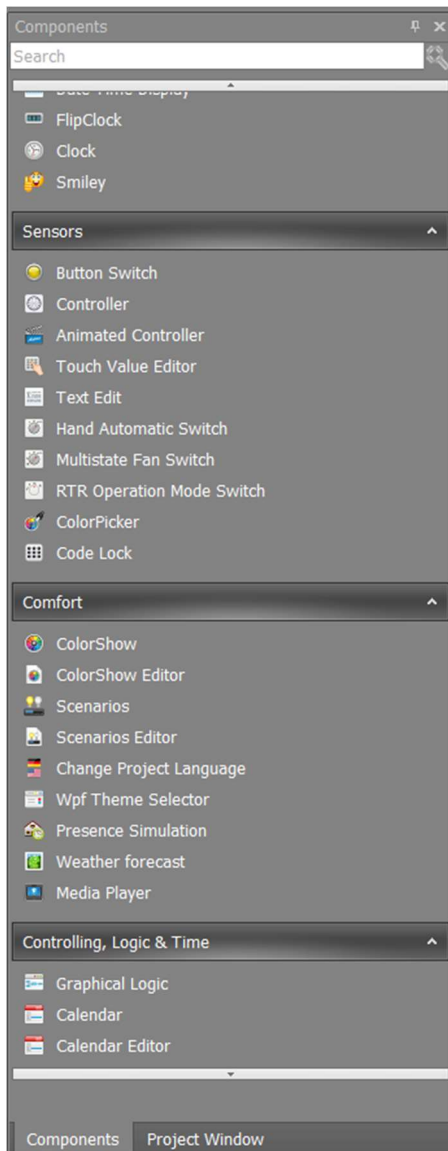 Components
Search
Date Time Display
FlipClock
Clock
Smiley
Sensors
Button Switch
Controller
Animated Controller
Touch Value Editor
Text Edit
Hand Automatic Switch
Multistate Fan Switch
RTR Operation Mode Switch
ColorPicker
Code Lock
Comfort
ColorShow
ColorShow Editor
Scenarios
Scenarios Editor
Change Project Language
Wpf Theme Selector
Presence Simulation
Weather forecast
Media Player
Controlling, Logic & Time
Graphical Logic
Calendar
Calendar Editor
Components Project Window